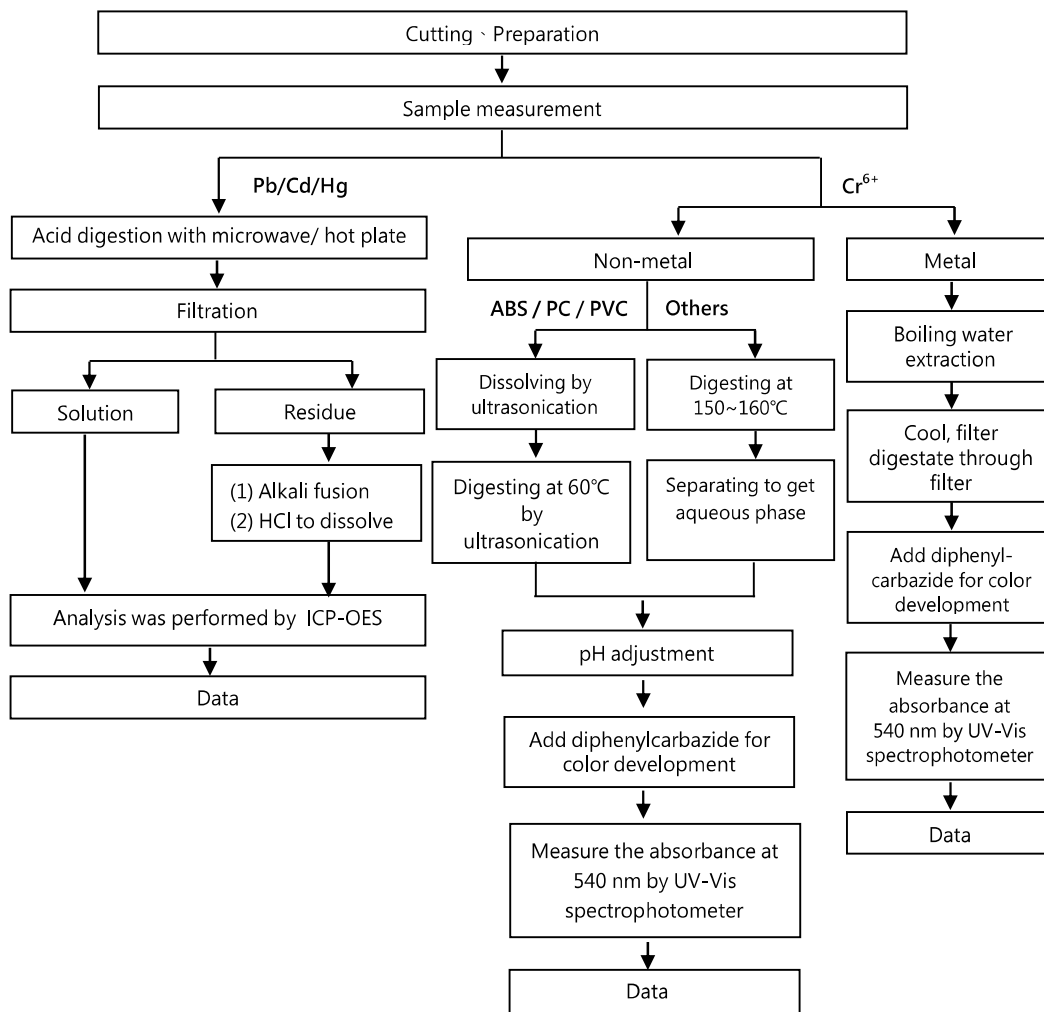 Cutting、Preparation
Sample measurement
Pb/Cd/Hg
Cr⁶⁺
Acid digestion with microwave/ hot plate
Filtration
Solution
Residue
(1) Alkali fusion
(2) HCl to dissolve
Analysis was performed by ICP-OES
Data
Non-metal
ABS / PC / PVC
Others
Dissolving by
ultrasonication
Digesting at 60℃
by
ultrasonication
Digesting at
150~160℃
Separating to get
aqueous phase
pH adjustment
Add diphenylcarbazide for
color development
Measure the absorbance at
540 nm by UV-Vis
spectrophotometer
Data
Metal
Boiling water
extraction
Cool, filter
digestate through
filter
Add diphenyl-
carbazide for color
development
Measure the
absorbance at
540 nm by UV-Vis
spectrophotometer
Data